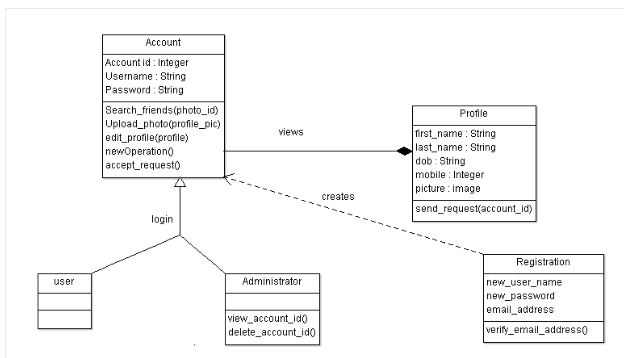 Account
Account id : Integer
Username : String
Password : String
Search_friends(photo_id)
Upload_photo(profile_pic)
edit_profile(profile)
newOperation()
accept_request()
views
Profile
first_name : String
last_name : String
dob : String
mobile : Integer
picture : image
send_request(account_id)
creates
login
user
Administrator
view_account_id()
delete_account_id()
Registration
new_user_name
new_password
email_address
verify_email_address()